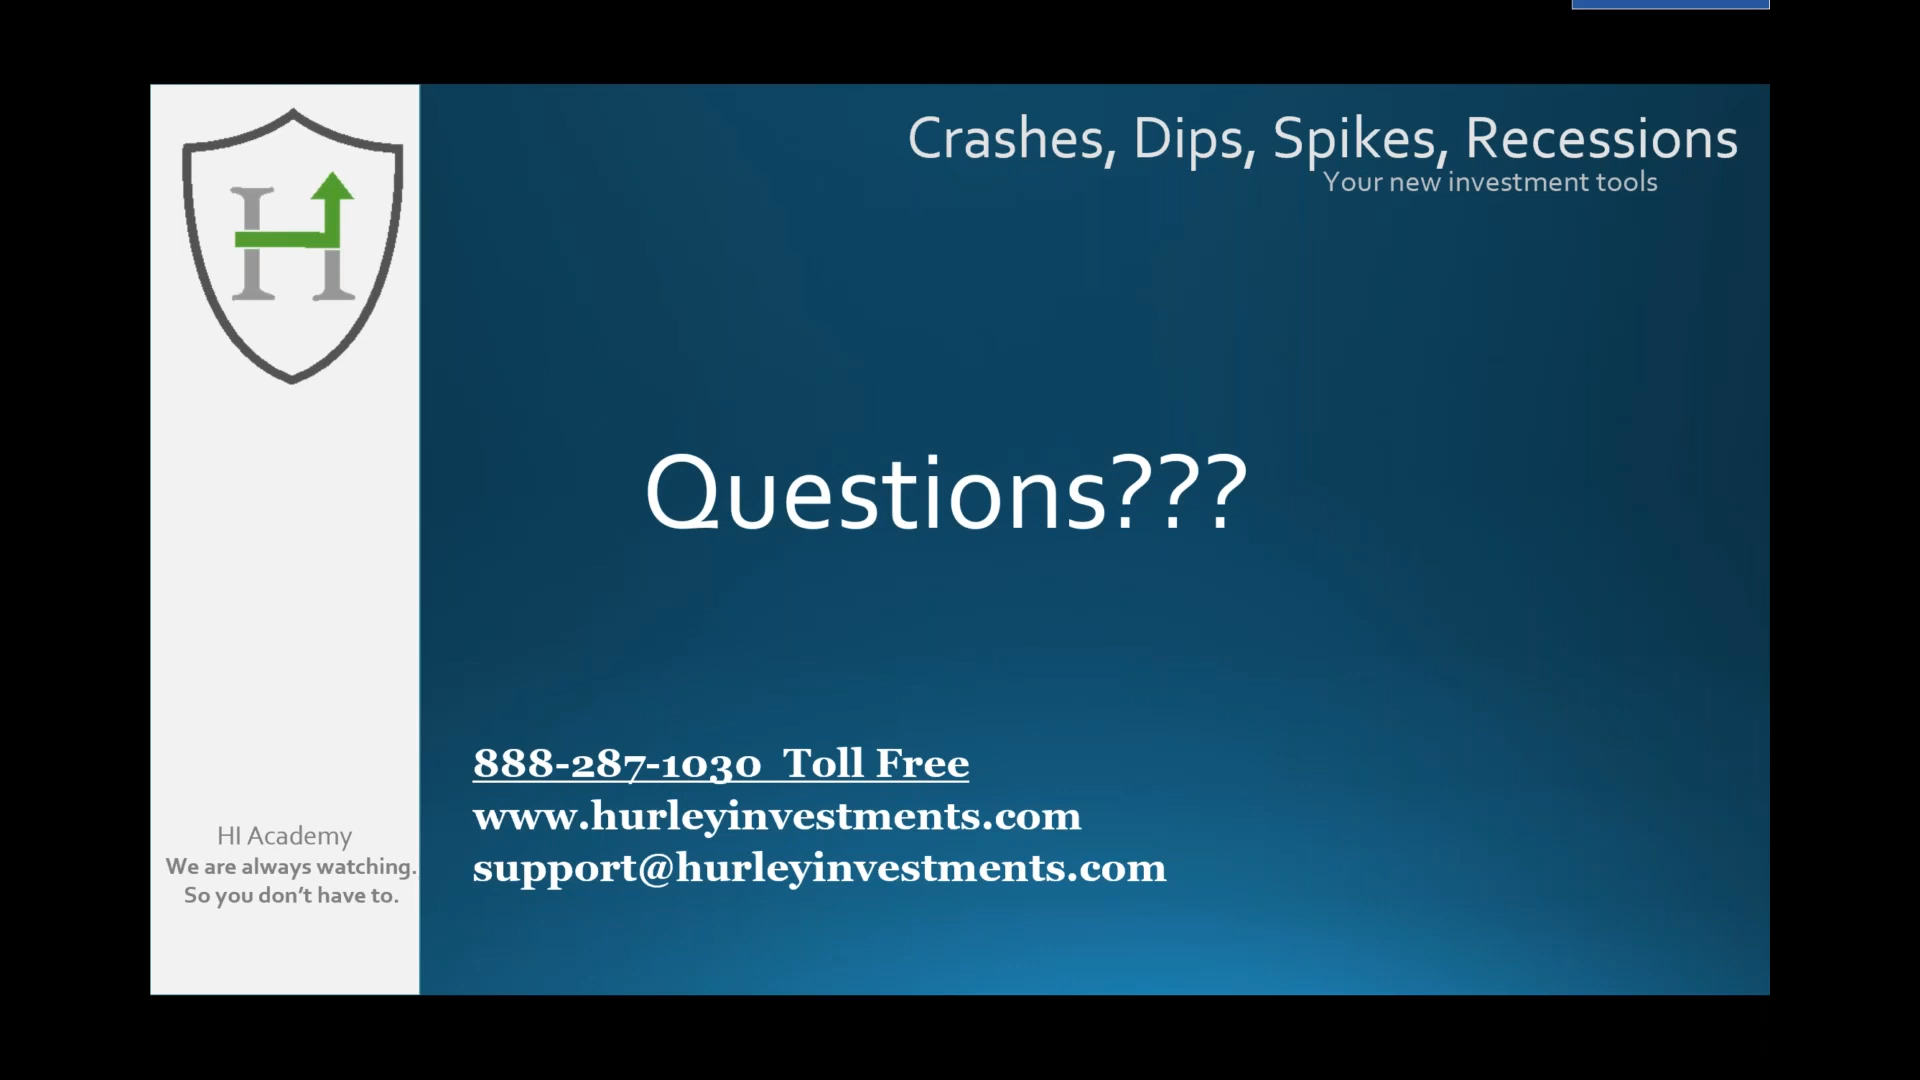 Crashes, Dips, Spikes, Recessions
Your new investment tools
H
Questions???
888-287-1030  Toll Free
www.hurleyinvestments.com
support@hurleyinvestments.com
HI Academy
We are always watching.
So you don’t have to.